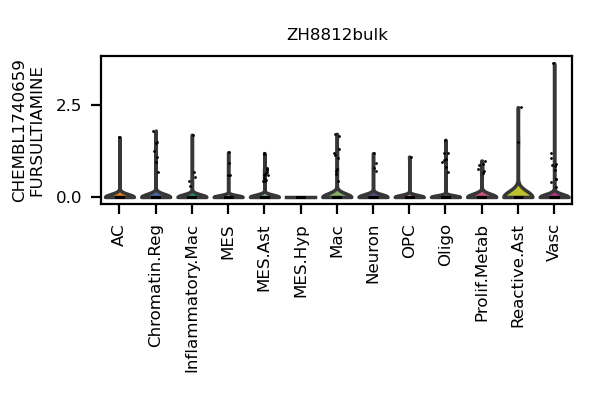 ZH8812bulk
CHEMBL1740659
FURSULTIAMINE
2.5
0.0
AC
Chromatin.Reg
Inflammatory.Mac
MES
MES.Ast
MES.Hyp
Mac
Neuron
OPC
Oligo
Prolif.Metab
Reactive.Ast
Vasc